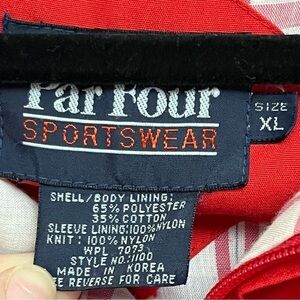 Par Four
SPORTSWEAR
SIZE
XL
SHELL/BODY LINING:
65% POLYESTER
35% COTTON
SLEEVE LINING:100%NYLON
KNIT: 100%NYLON
WPL 7073
STYLE NO.:1100
MADE IN KOREA
SEE REVERSE FOR CARE